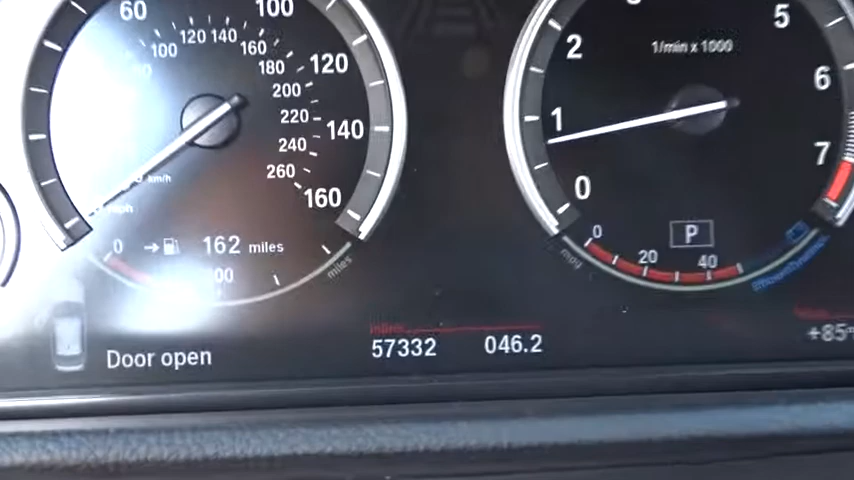 60
100
120 140
100
160
180
120
200
220
140
240
260
160
km/h
mph
0
162 miles
miles
Door open
miles
57332 046.2
1/min x 1000
0
1
2
5
6
7
P
0
20
40
mpg
EfficientDynamics
+85